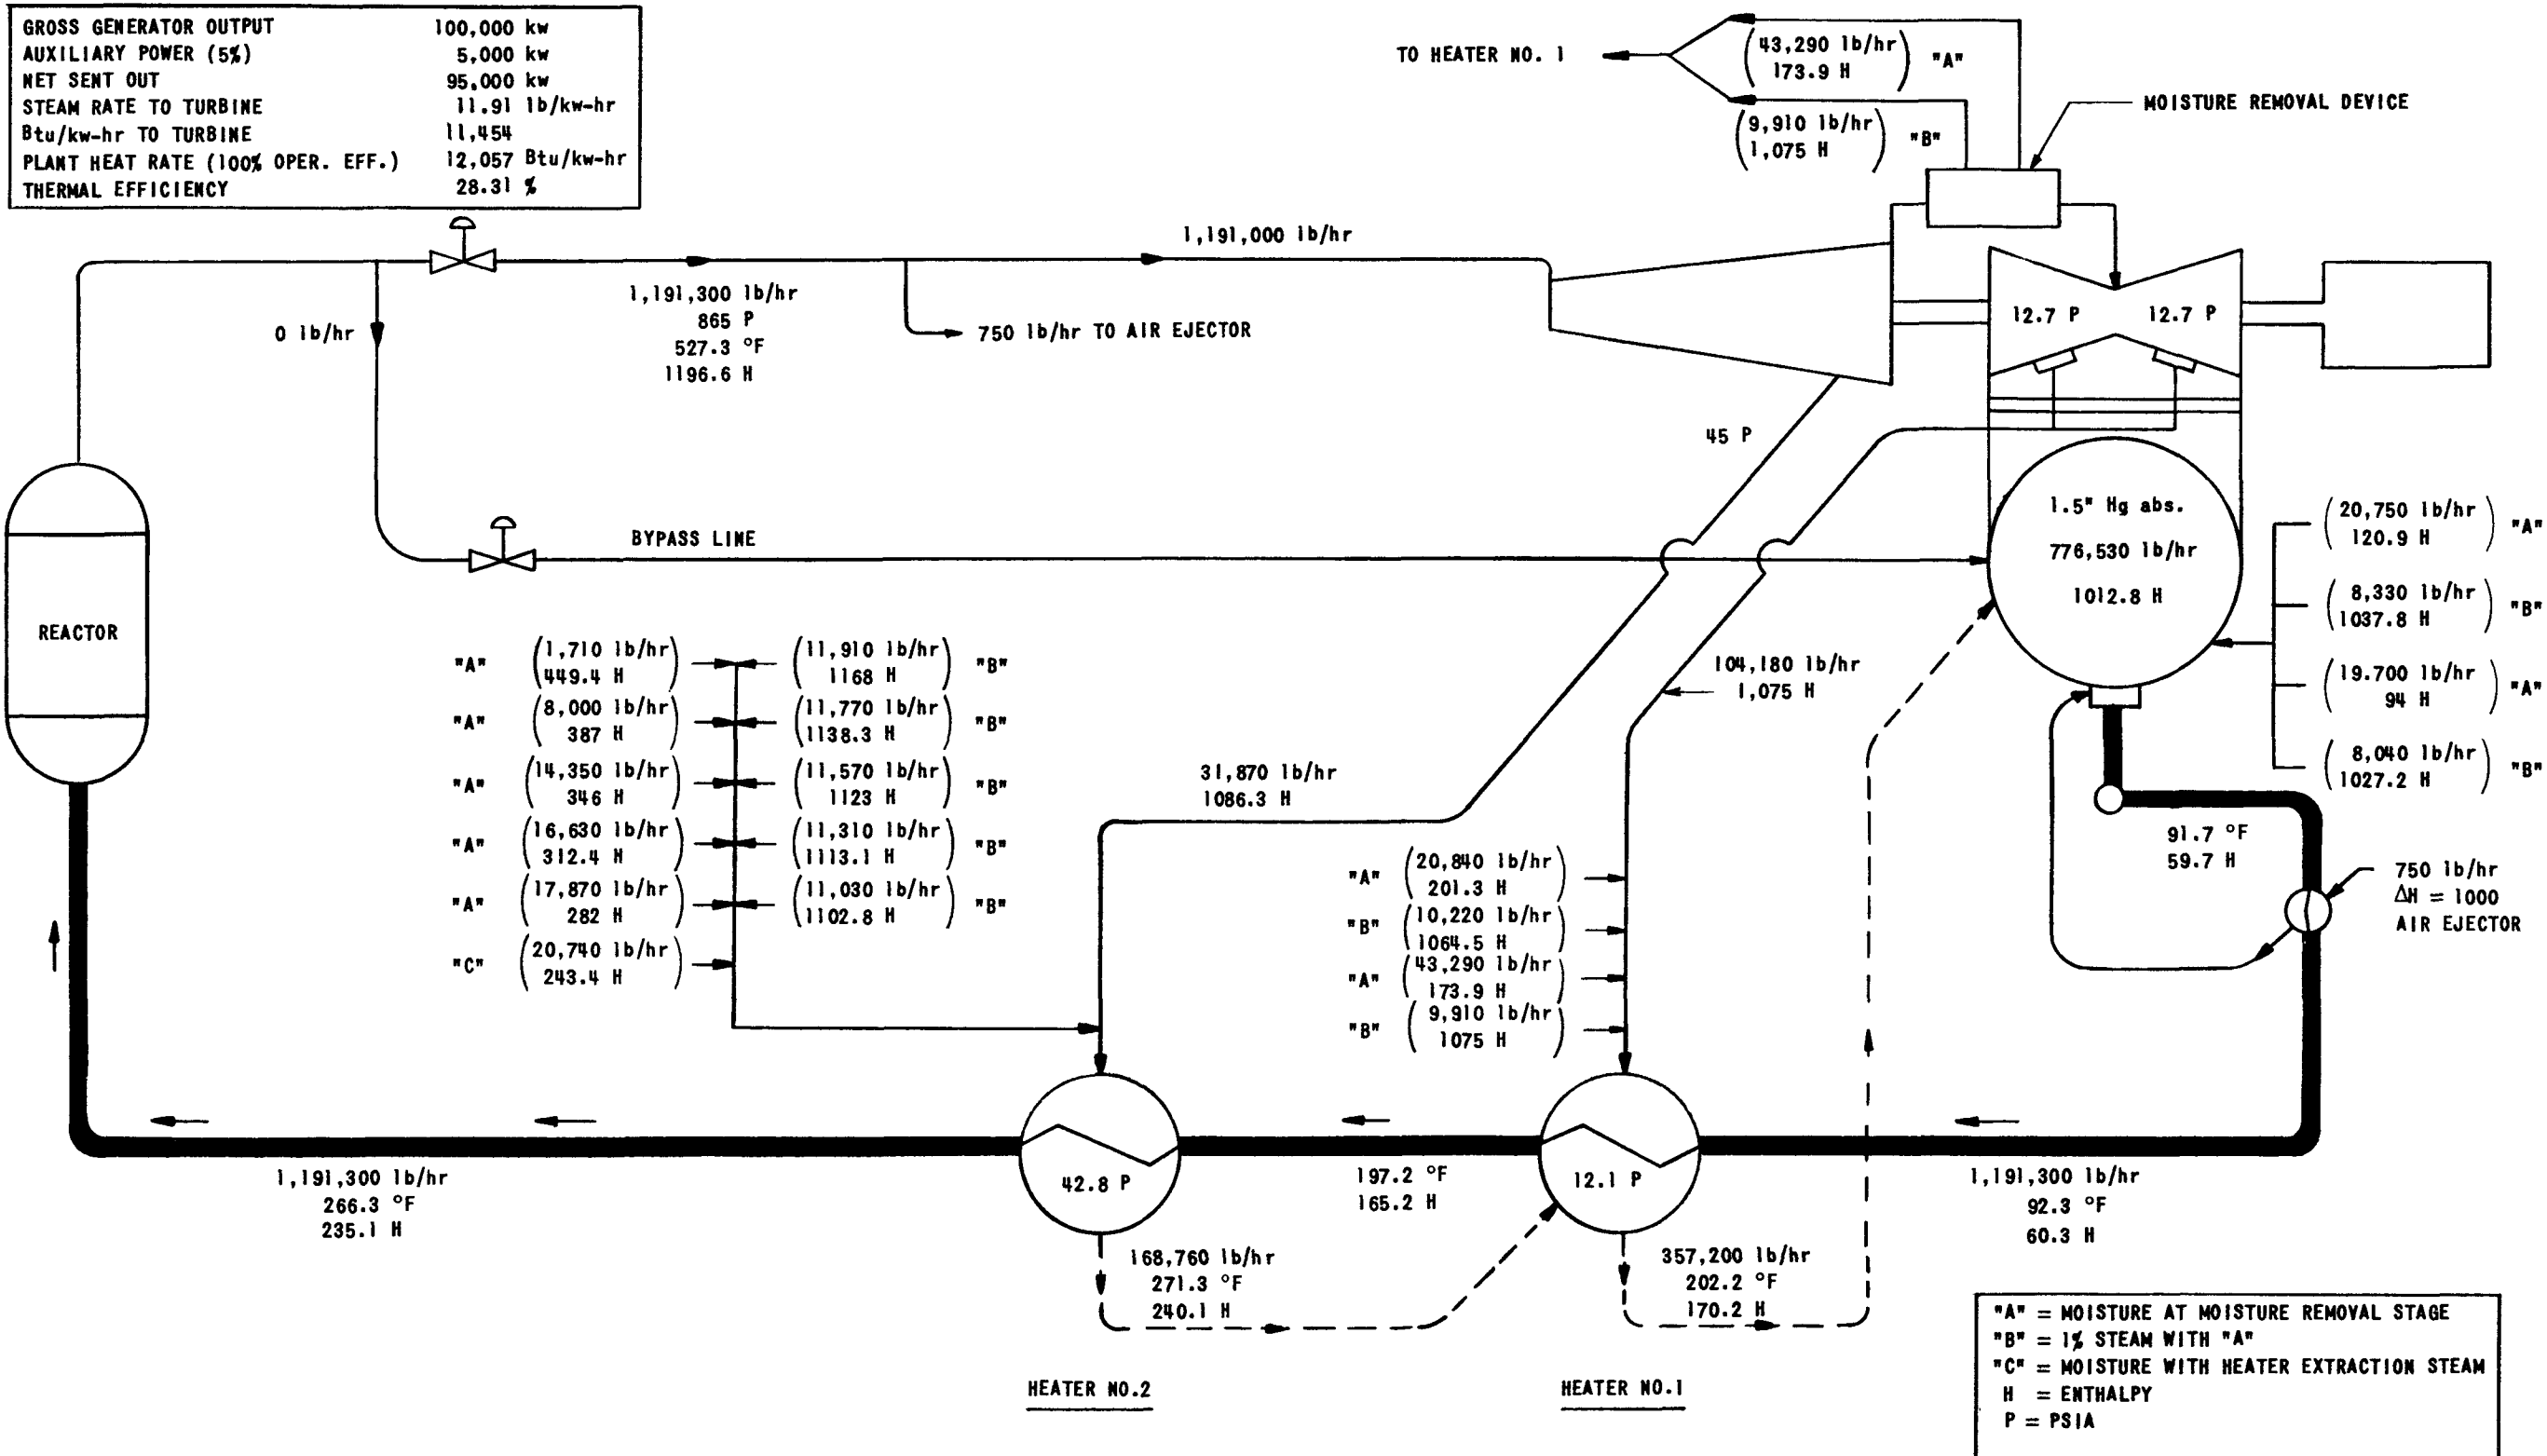 GROSS GENERATOR OUTPUT 100,000 kw
AUXILIARY POWER (5%) 5,000 kw
NET SENT OUT 95,000 kw
STEAM RATE TO TURBINE 11.91 lb/kw-hr
Btu/kw-hr TO TURBINE 11,454
PLANT HEAT RATE (100% OPER. EFF.) 12,057 Btu/kw-hr
THERMAL EFFICIENCY 28.31 %
TO HEATER NO. 1
(43,290 lb/hr) "A"
173.9 H
(9,910 lb/hr) "B"
1,075 H
MOISTURE REMOVAL DEVICE
1,191,000 lb/hr
1,191,300 lb/hr
865 P
527.3 °F
1196.6 H
0 lb/hr
750 lb/hr TO AIR EJECTOR
12.7 P 12.7 P
45 P
BYPASS LINE
REACTOR
1.5" Hg abs.
776,530 lb/hr
1012.8 H
(20,750 lb/hr) "A"
120.9 H
(8,330 lb/hr) "B"
1037.8 H
(19.700 lb/hr) "A"
94 H
(8,040 lb/hr) "B"
1027.2 H
"A" (1,710 lb/hr)
449.4 H
(11,910 lb/hr) "B"
1168 H
"A" (8,000 lb/hr)
387 H
(11,770 lb/hr) "B"
1138.3 H
"A" (14,350 lb/hr)
346 H
(11,570 lb/hr) "B"
1123 H
"A" (16,630 lb/hr)
312.4 H
(11,310 lb/hr) "B"
1113.1 H
"A" (17,870 lb/hr)
282 H
(11,030 lb/hr) "B"
1102.8 H
"C" (20,740 lb/hr)
243.4 H
104,180 lb/hr
1,075 H
31,870 lb/hr
1086.3 H
"A" (20,840 lb/hr)
201.3 H
"B" (10,220 lb/hr)
1064.5 H
"A" (43,290 lb/hr)
173.9 H
"B" (9,910 lb/hr)
1075 H
91.7 °F
59.7 H
750 lb/hr
ΔH = 1000
AIR EJECTOR
1,191,300 lb/hr
266.3 °F
235.1 H
42.8 P
197.2 °F
165.2 H
12.1 P
1,191,300 lb/hr
92.3 °F
60.3 H
168,760 lb/hr
271.3 °F
240.1 H
357,200 lb/hr
202.2 °F
170.2 H
HEATER NO.2
HEATER NO.1
"A" = MOISTURE AT MOISTURE REMOVAL STAGE
"B" = 1% STEAM WITH "A"
"C" = MOISTURE WITH HEATER EXTRACTION STEAM
H = ENTHALPY
P = PSIA